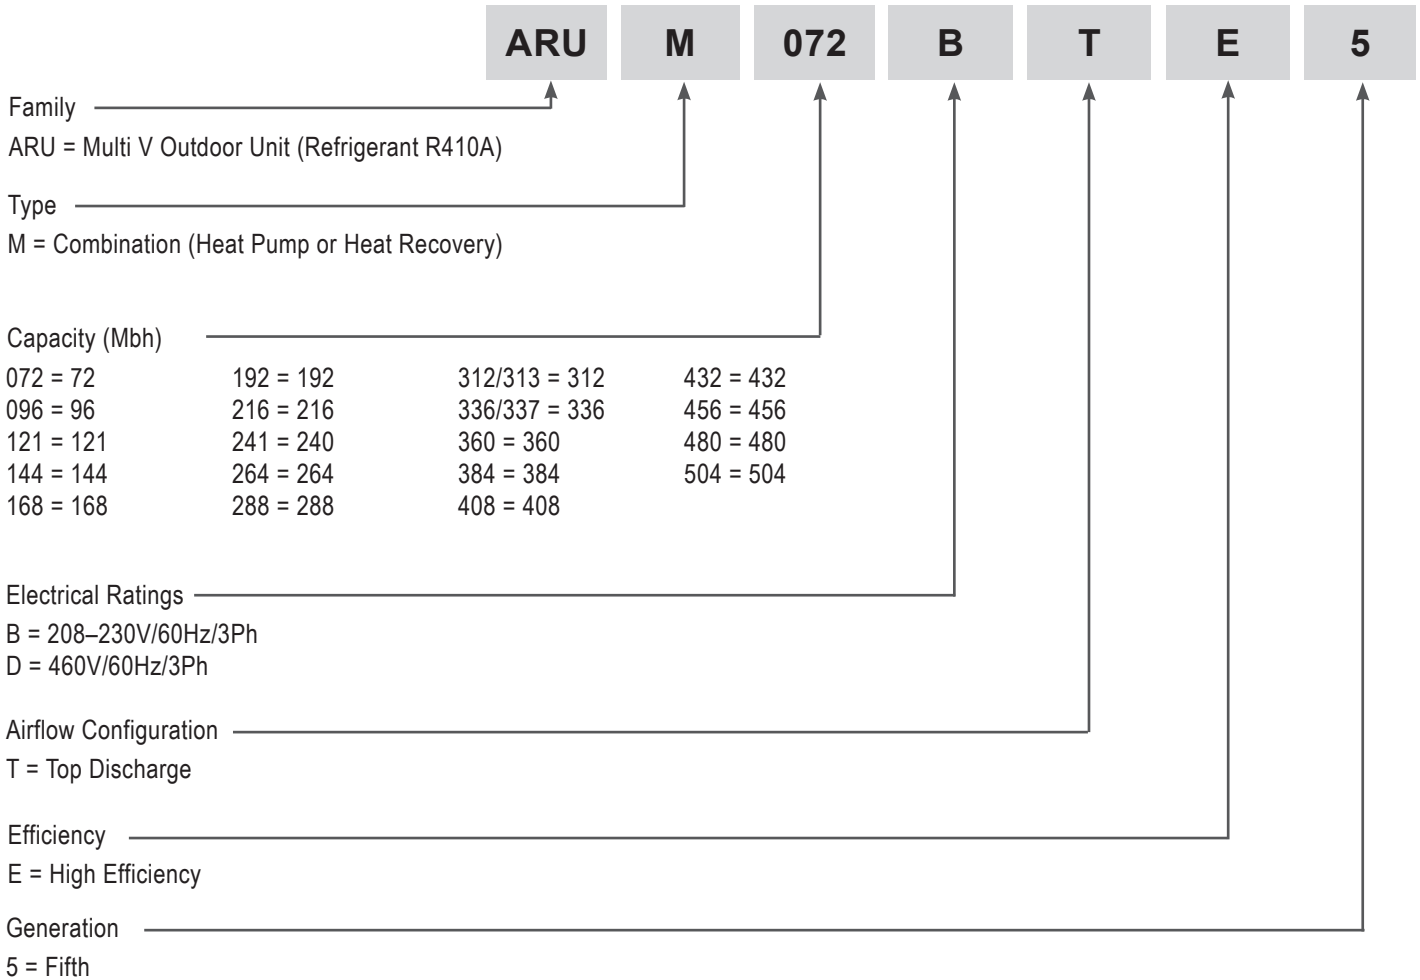 ARU M 072 B T E 5
Family
ARU = Multi V Outdoor Unit (Refrigerant R410A)
Type
M = Combination (Heat Pump or Heat Recovery)
Capacity (Mbh)
072 = 72 192 = 192 312/313 = 312 432 = 432
096 = 96 216 = 216 336/337 = 336 456 = 456
121 = 121 241 = 240 360 = 360 480 = 480
144 = 144 264 = 264 384 = 384 504 = 504
168 = 168 288 = 288 408 = 408
Electrical Ratings
B = 208–230V/60Hz/3Ph
D = 460V/60Hz/3Ph
Airflow Configuration
T = Top Discharge
Efficiency
E = High Efficiency
Generation
5 = Fifth